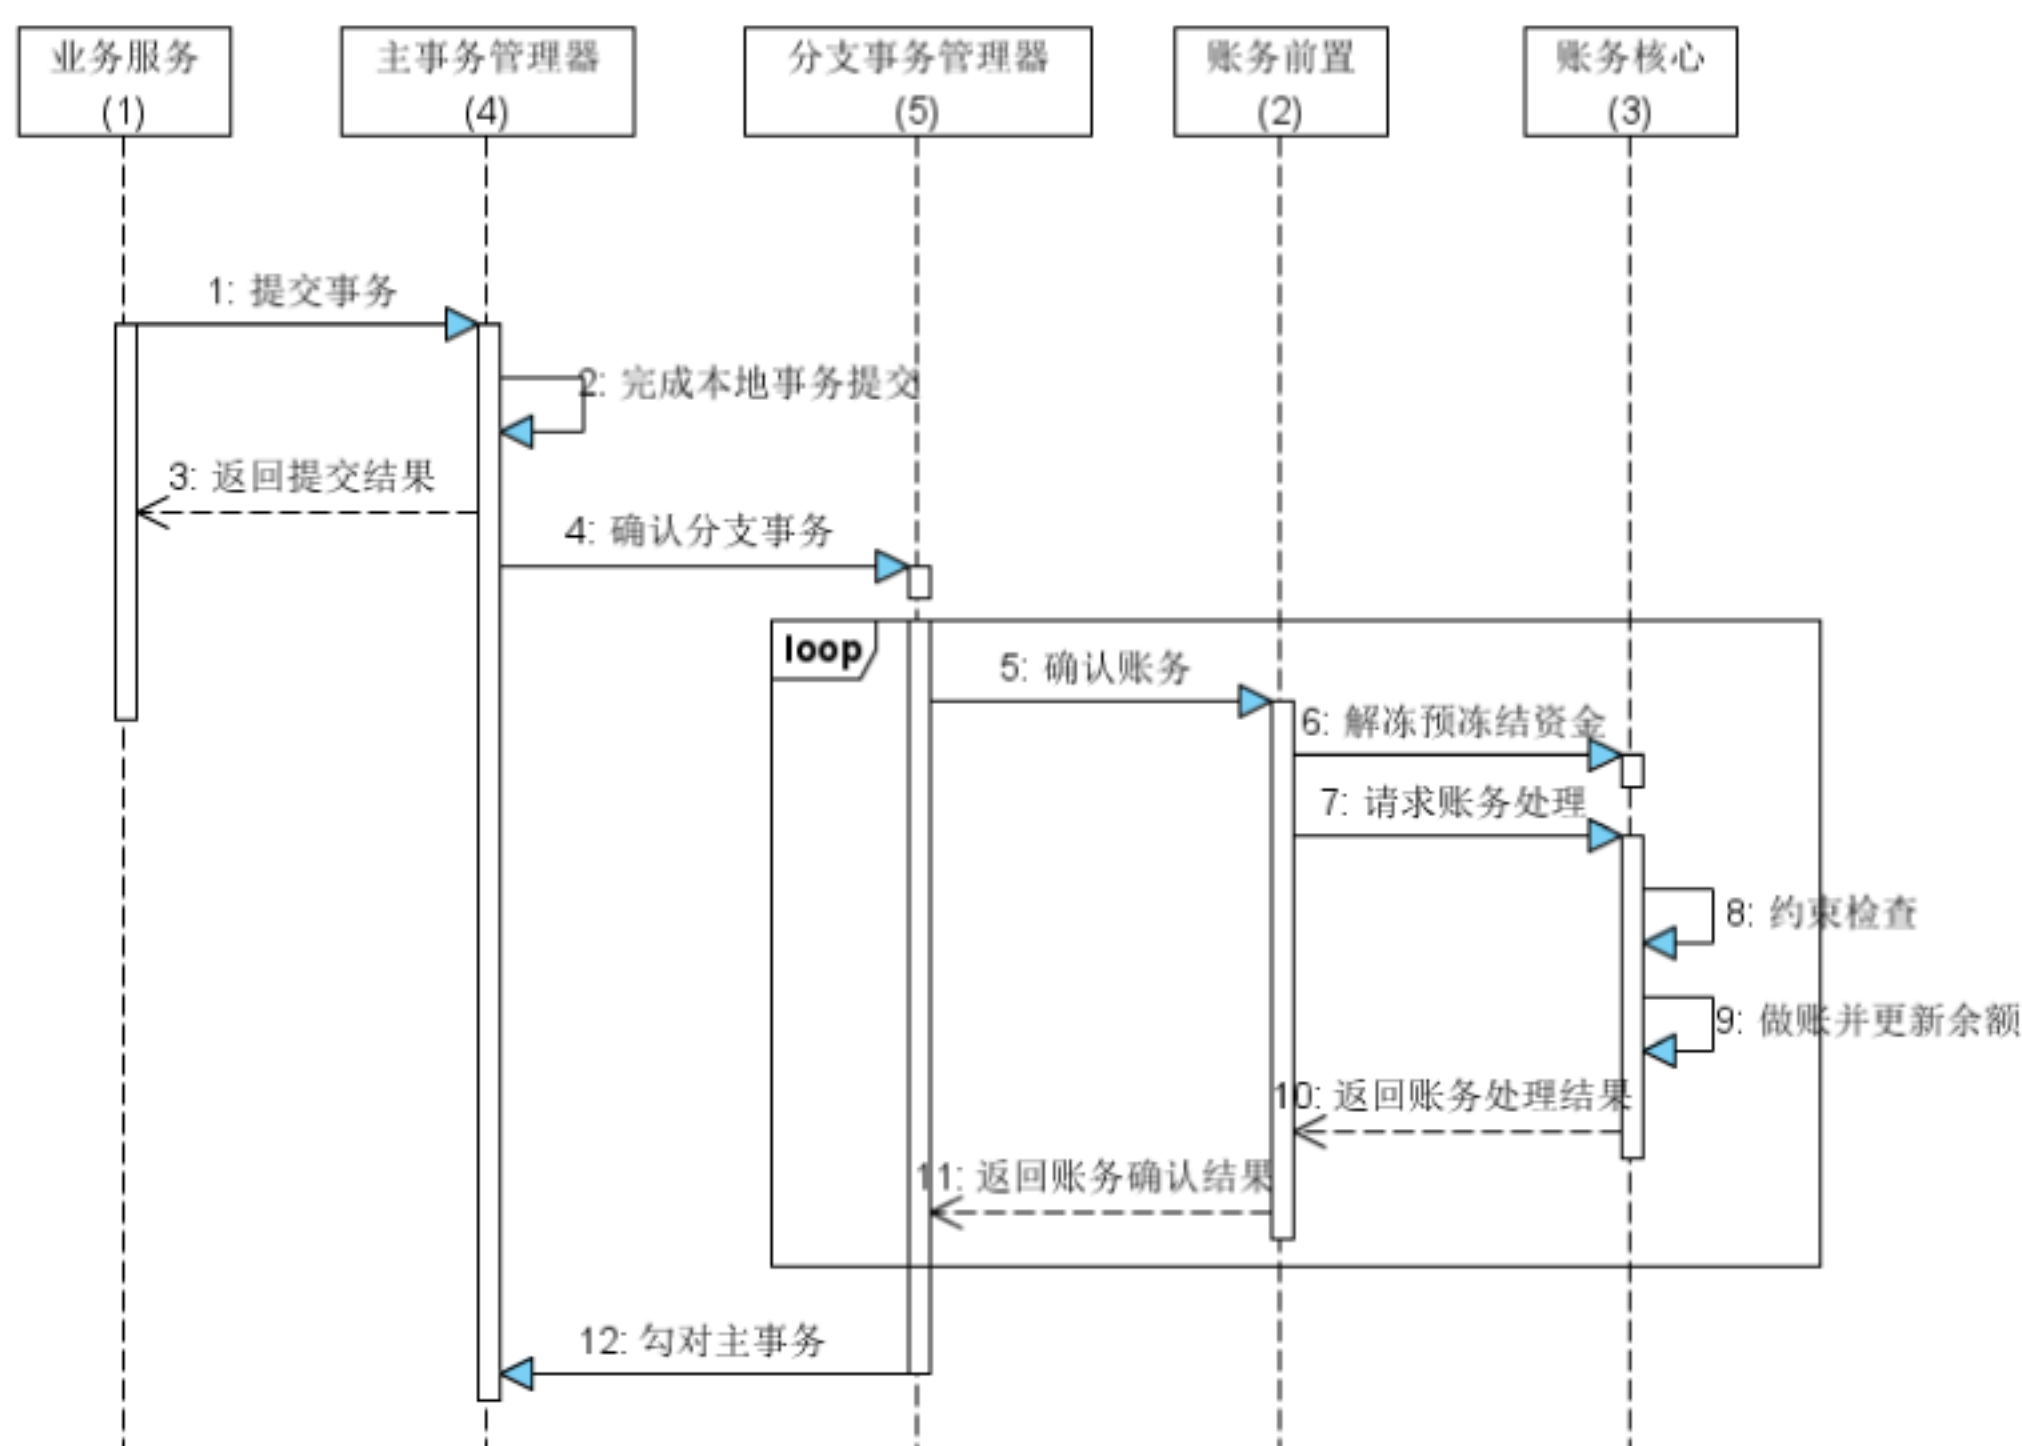 业务服务
(1)
主事务管理器
(4)
分支事务管理器
(5)
账务前置
(2)
账务核心
(3)
1: 提交事务
2: 完成本地事务提交
3: 返回提交结果
4: 确认分支事务
loop
5: 确认账务
6: 解冻预冻结资金
7: 请求账务处理
8: 约束检查
9: 做账并更新余额
10: 返回账务处理结果
11: 返回账务确认结果
12: 勾对主事务